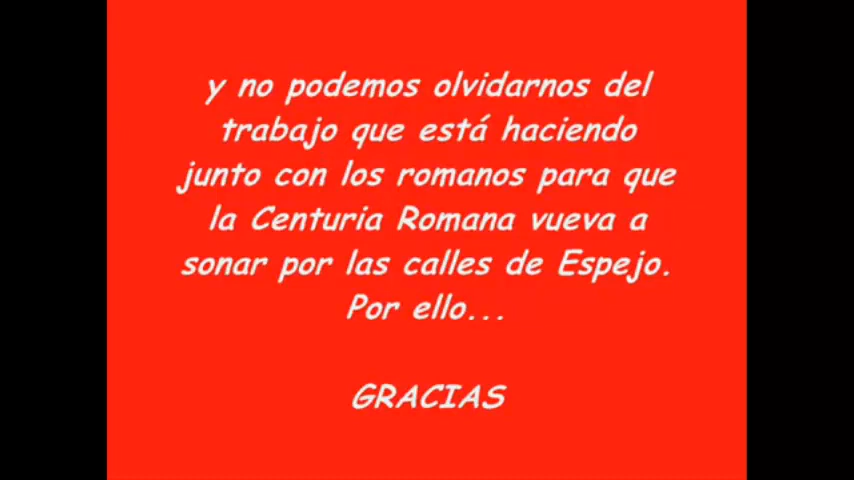 y no podemos olvidarnos del
trabajo que está haciendo
junto con los romanos para que
la Centuria Romana vueva a
sonar por las calles de Espejo.
Por ello...
GRACIAS